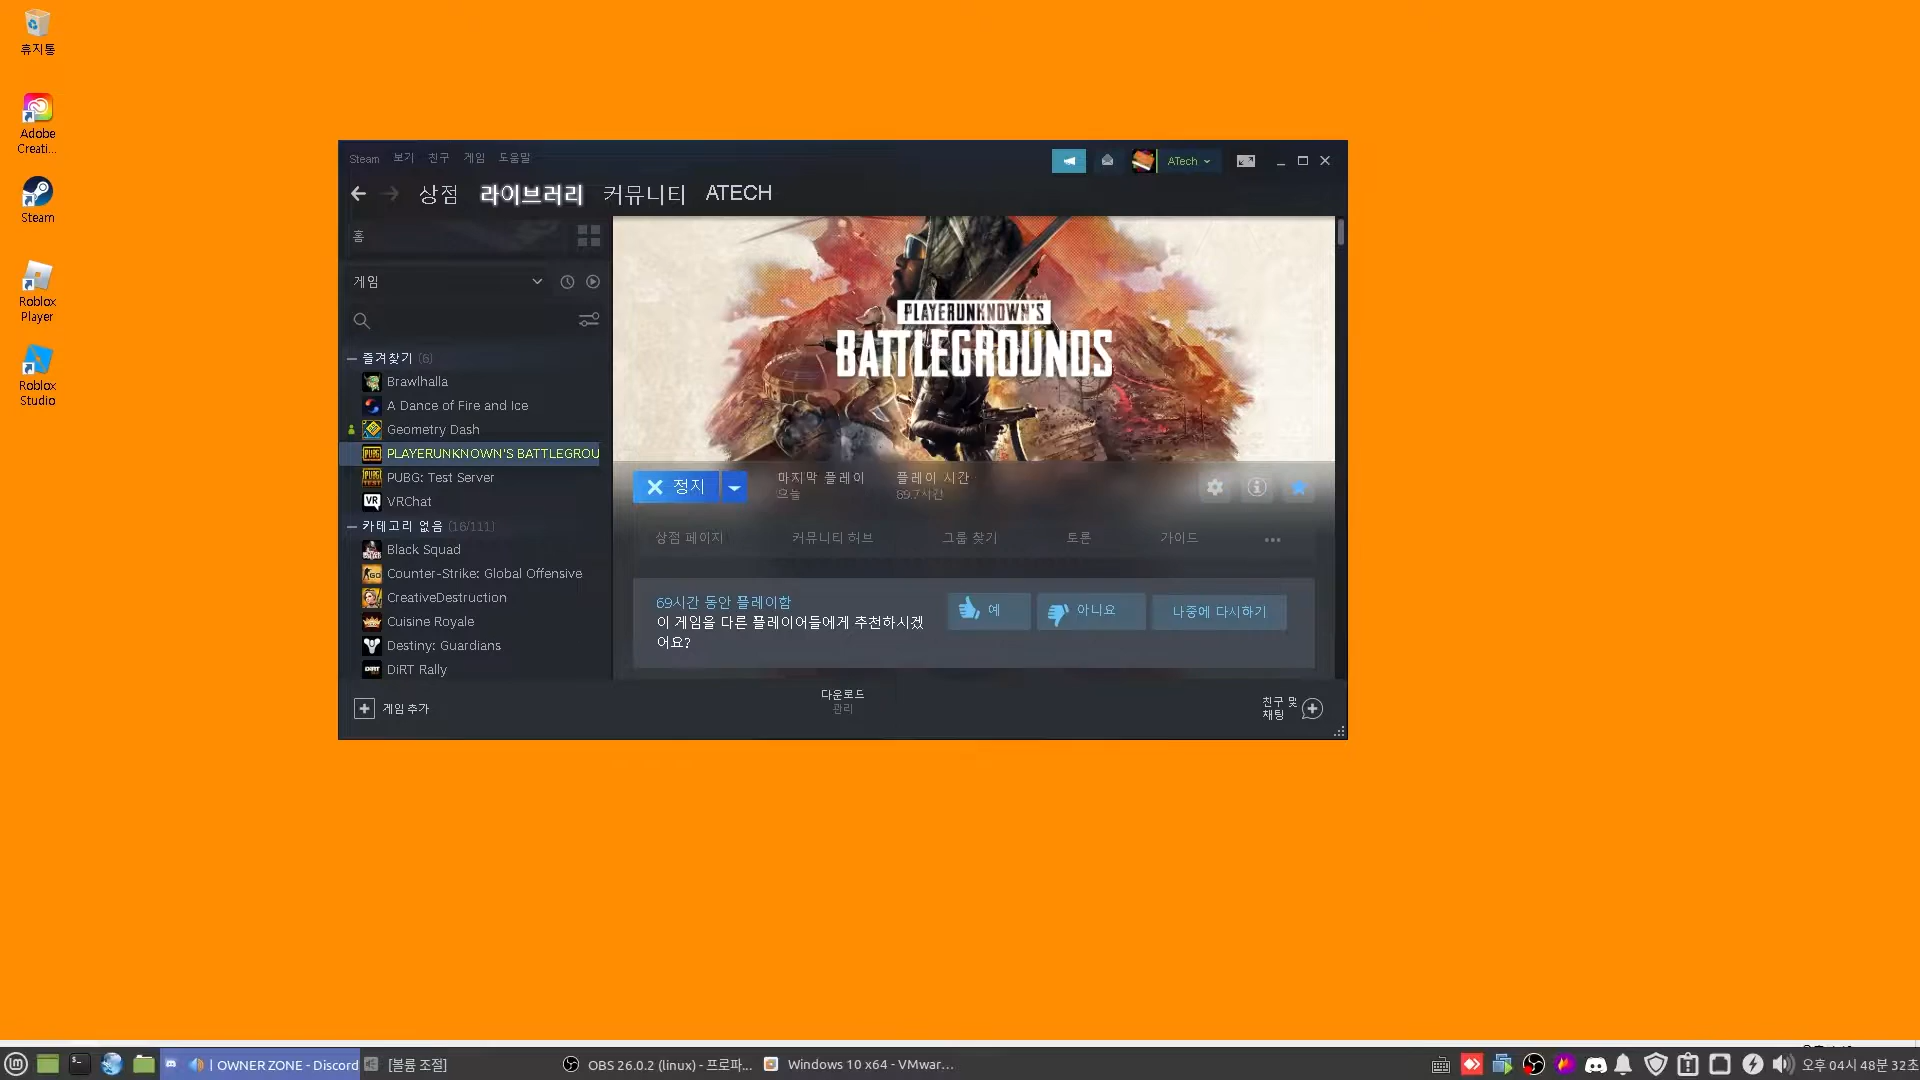 휴지통
Adobe
Creati...
Steam
Roblox
Player
Roblox
Studio
Steam 보기 친구 게임 도움말
ATech
상점 라이브러리 커뮤니티 ATECH
홈
게임
즐겨찾기 (6)
Brawlhalla
A Dance of Fire and Ice
Geometry Dash
PLAYERUNKNOWN'S BATTLEGROU
PUBG: Test Server
VRChat
카테고리 없음 (16/111)
Black Squad
Counter-Strike: Global Offensive
CreativeDestruction
Cuisine Royale
Destiny: Guardians
DiRT Rally
PLAYERUNKNOWN'S
BATTLEGROUNDS
정지
마지막 플레이
오늘
플레이 시간
69.7시간
상점 페이지 커뮤니티 허브 그룹 찾기 토론 가이드
69시간 동안 플레이함
이 게임을 다른 플레이어들에게 추천하시겠
어요?
예
아니요
나중에 다시하기
게임 추가
다운로드
관리
친구 및
채팅
| OWNER ZONE - Discord
[볼륨 조절]
OBS 26.0.2 (linux) - 프로파...
Windows 10 x64 - VMwar...
오후 04시 48분 32초